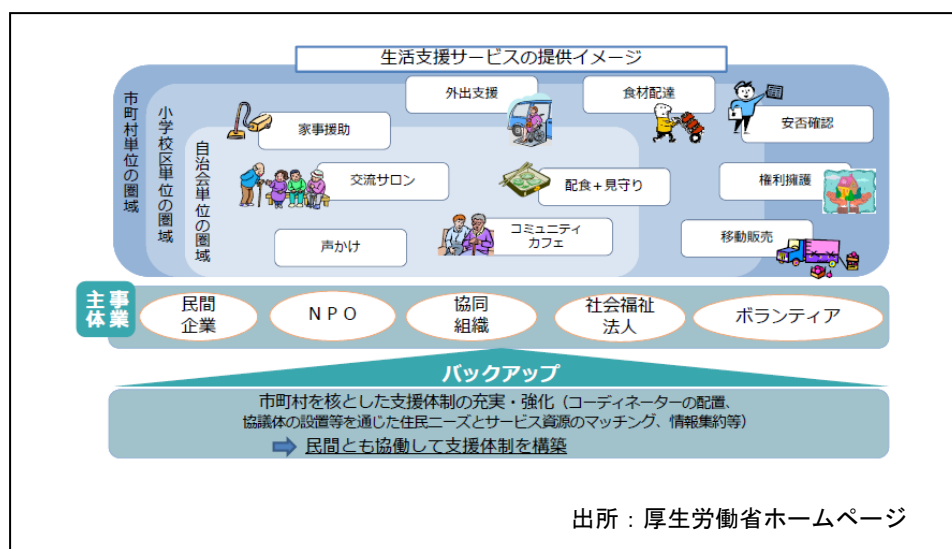 生活支援サービスの提供イメージ
市町村単位の圏域
小学校区単位の圏域
自治会単位の圏域
外出支援
食材配達
家事援助
安否確認
交流サロン
配食+見守り
権利擁護
声かけ
コミュニティ
カフェ
移動販売
事業
主体
民間
企業
NPO
協同
組織
社会福祉
法人
ボランティア
バックアップ
市町村を核とした支援体制の充実・強化(コーディネーターの配置、
協議体の設置等を通じた住民ニーズとサービス資源のマッチング、情報集約等)
民間とも協働して支援体制を構築
出所:厚生労働省ホームページ